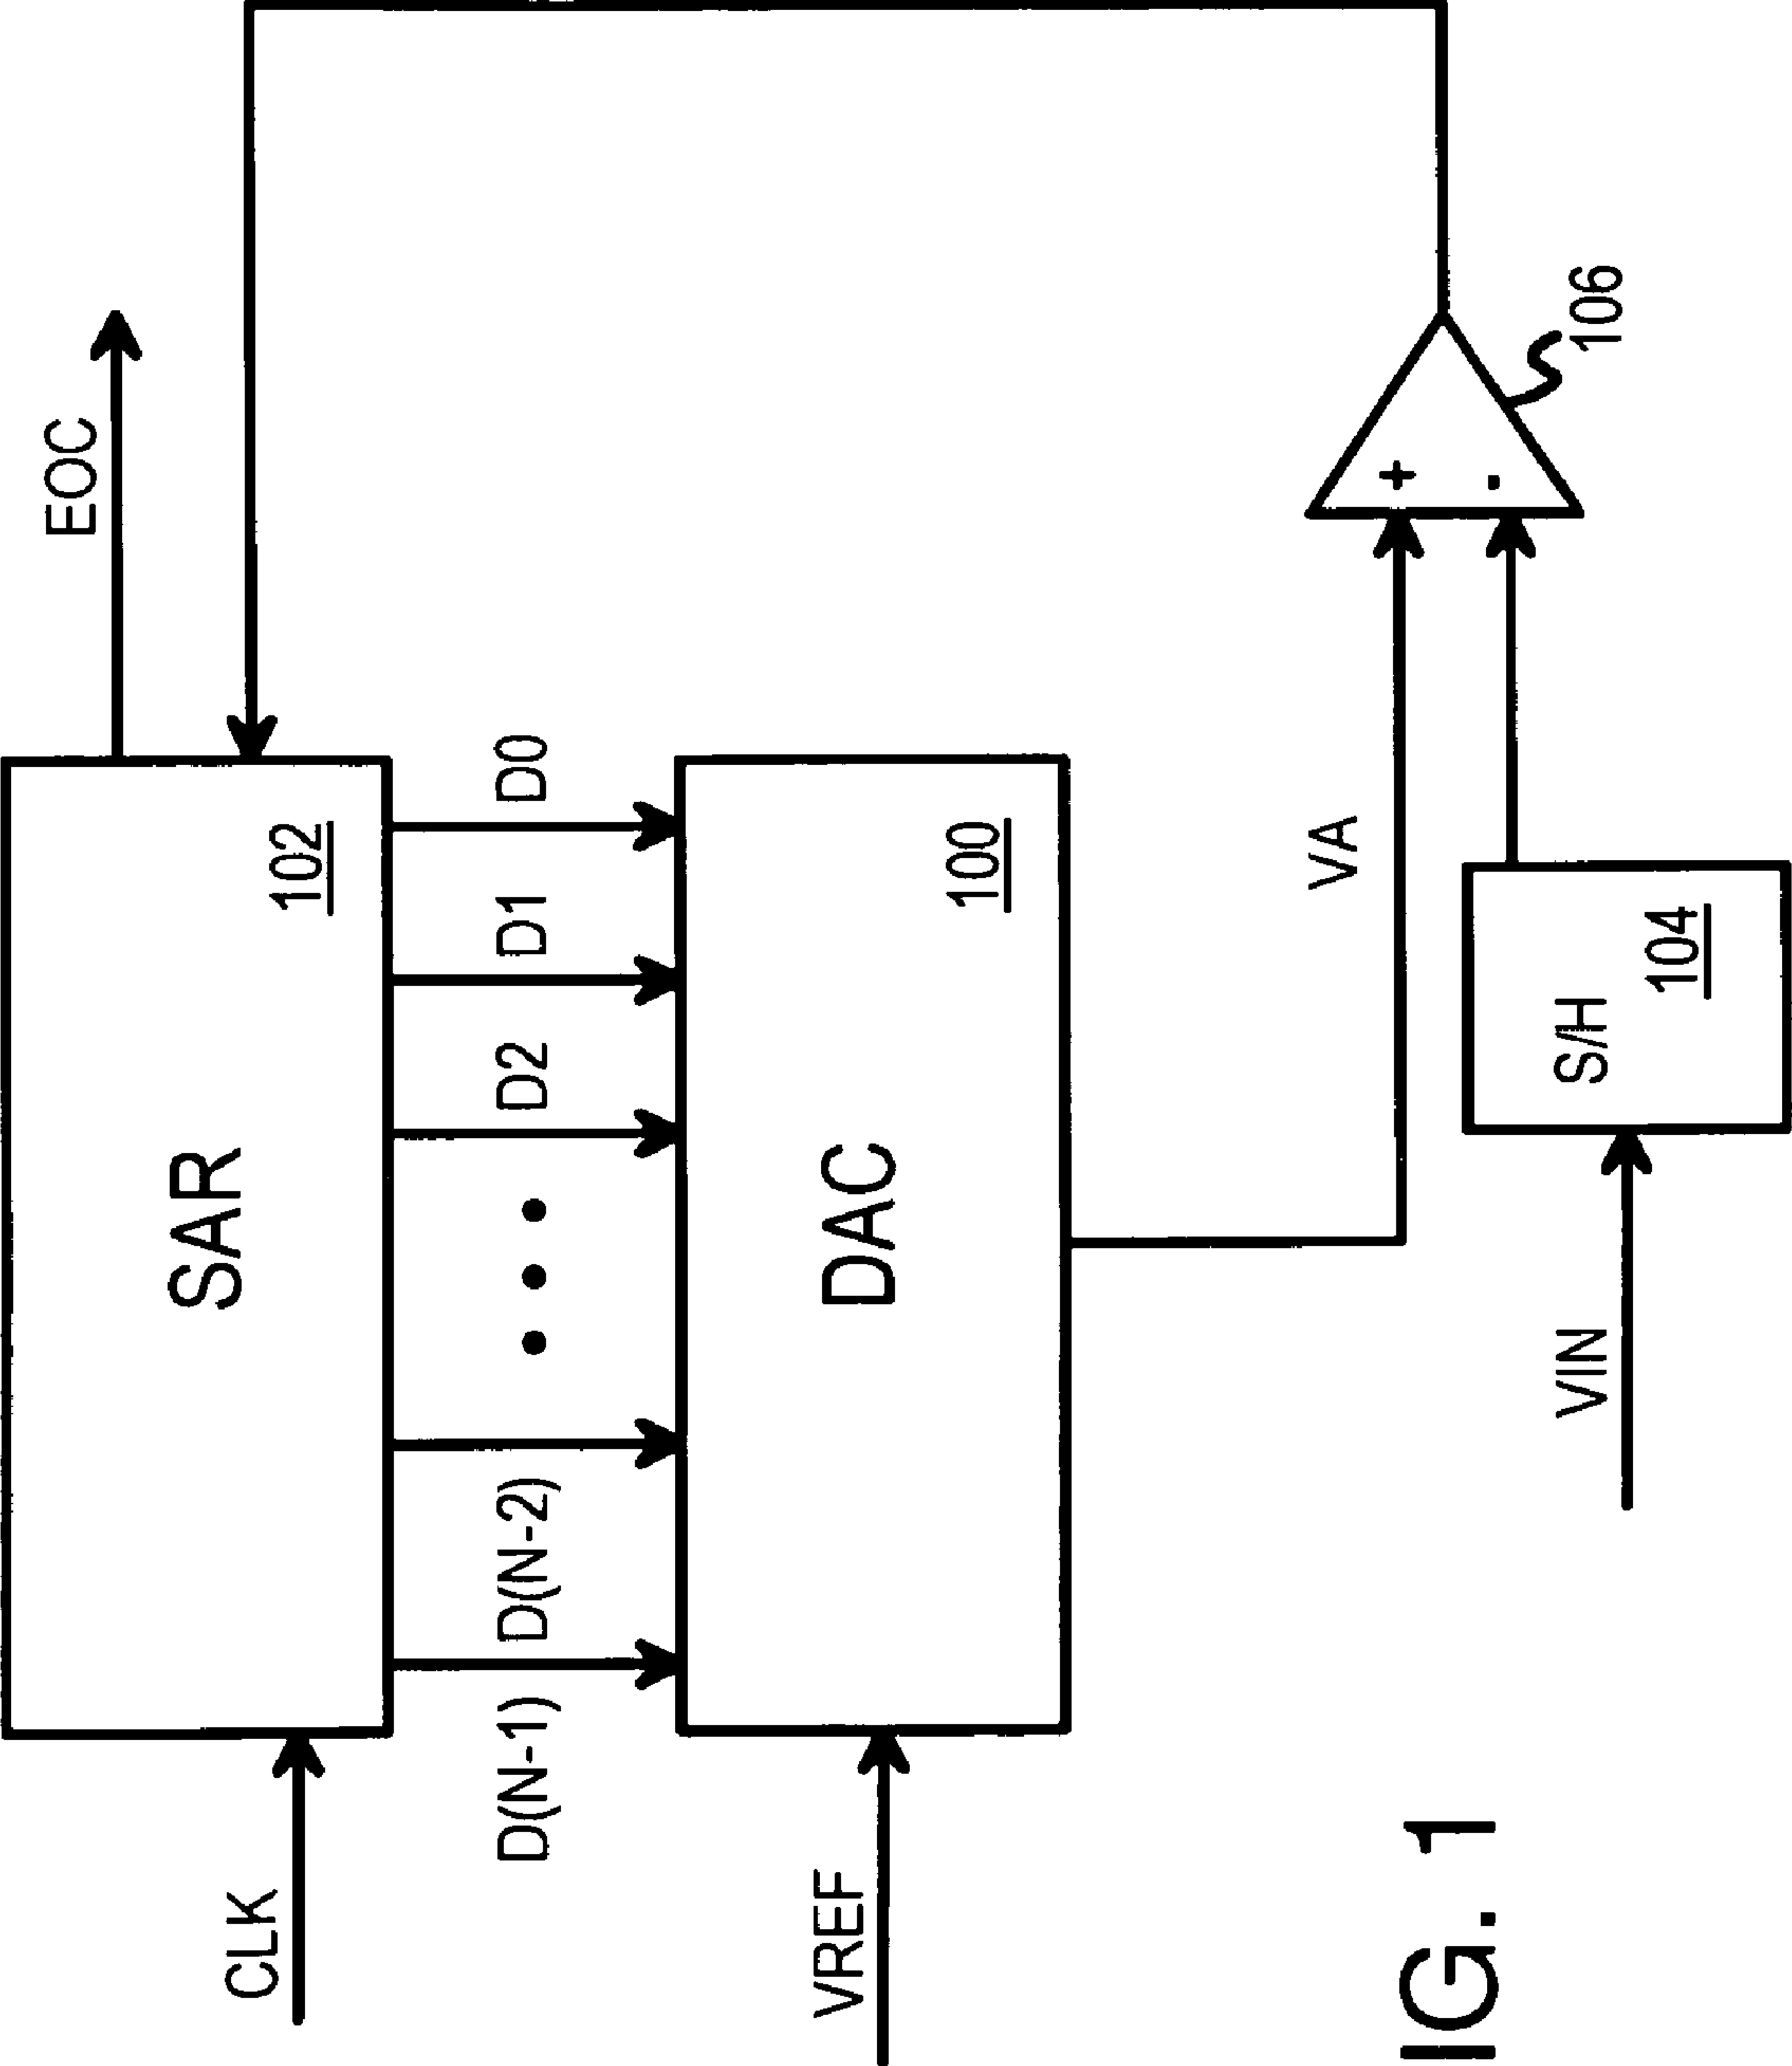 EOC
CLK
SAR
102
D(N-1)
D(N-2)
D2
D1
D0
VREF
DAC
100
VA
+
-
106
VIN
S/H
104
IG. 1